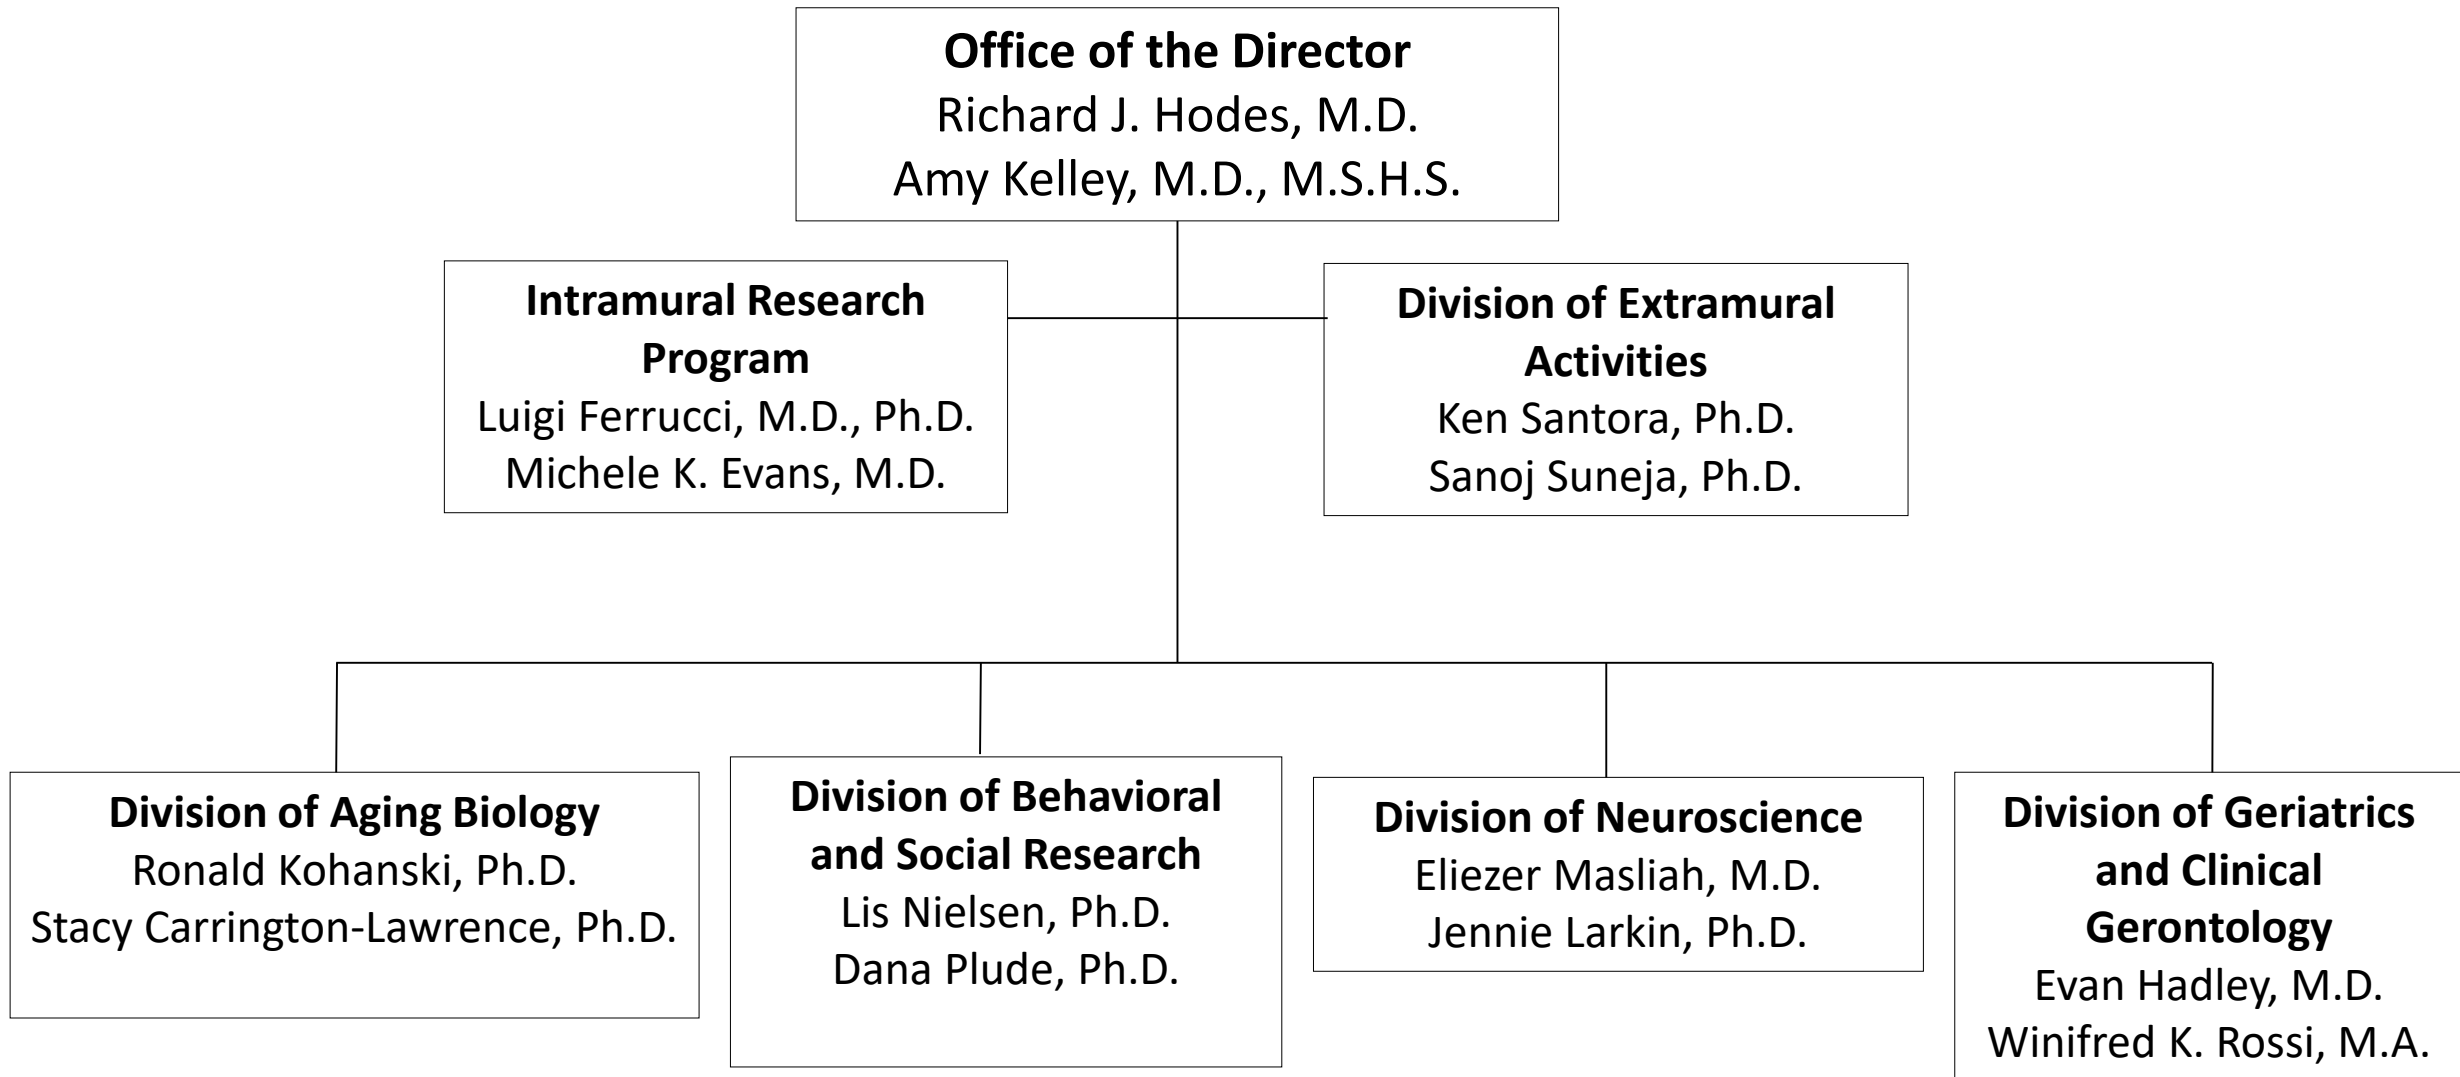 Office of the Director
Richard J. Hodes, M.D.
Amy Kelley, M.D., M.S.H.S.
Intramural Research
Program
Luigi Ferrucci, M.D., Ph.D.
Michele K. Evans, M.D.
Division of Extramural
Activities
Ken Santora, Ph.D.
Sanoj Suneja, Ph.D.
Division of Aging Biology
Ronald Kohanski, Ph.D.
Stacy Carrington-Lawrence, Ph.D.
Division of Behavioral
and Social Research
Lis Nielsen, Ph.D.
Dana Plude, Ph.D.
Division of Neuroscience
Eliezer Masliah, M.D.
Jennie Larkin, Ph.D.
Division of Geriatrics
and Clinical
Gerontology
Evan Hadley, M.D.
Winifred K. Rossi, M.A.